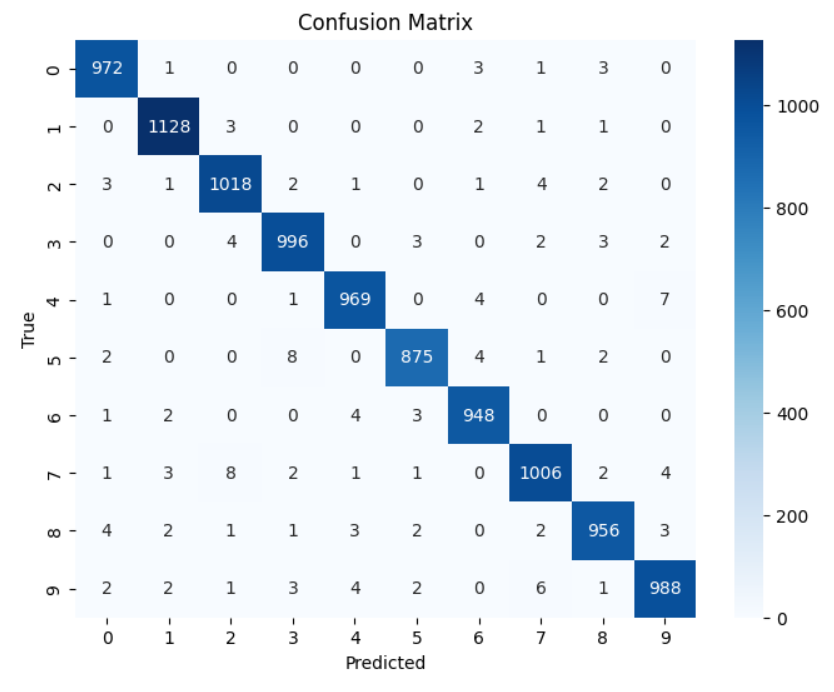 Confusion Matrix
0 972 1 0 0 0 0 3 1 3 0
1 0 1128 3 0 0 0 2 1 1 0
2 3 1 1018 2 1 0 1 4 2 0
3 0 0 4 996 0 3 0 2 3 2
4 1 0 0 1 969 0 4 0 0 7
5 2 0 0 8 0 875 4 1 2 0
6 1 2 0 0 4 3 948 0 0 0
7 1 3 8 2 1 1 0 1006 2 4
8 4 2 1 1 3 2 0 2 956 3
9 2 2 1 3 4 2 0 6 1 988
0 1 2 3 4 5 6 7 8 9
Predicted
True
1000
800
600
400
200
0